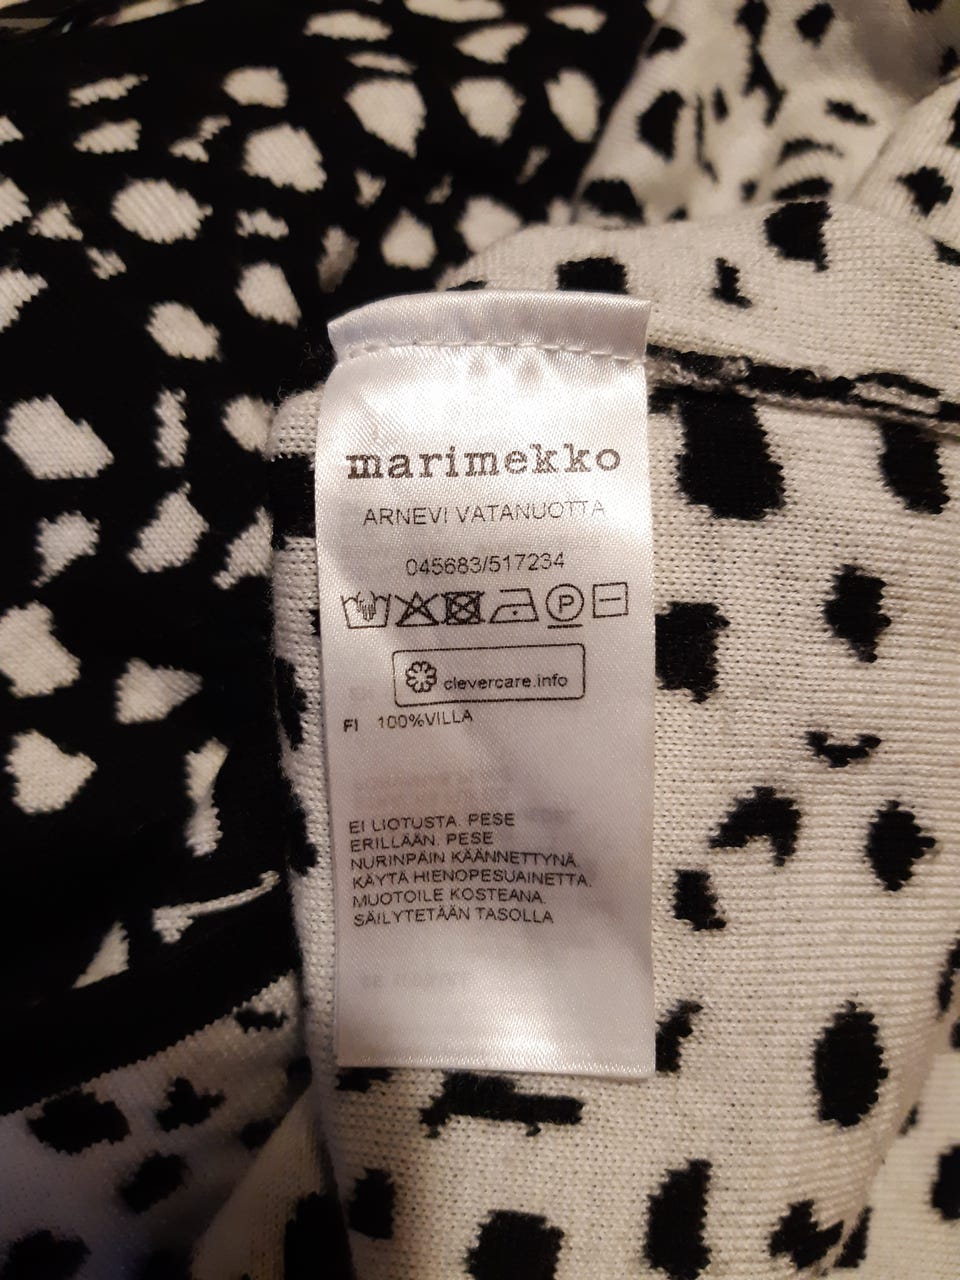 marimekko
ARNEVI VATANUOTTA
045683/517234
P
clevercare.info
FI 100%VILLA
EI LIOTUSTA. PESE
ERILLÄÄN. PESE
NURINPAIN KÄÄNNETTYNÄ.
KÄYTÄ HIENOPESUAINETTA.
MUOTOILE KOSTEANA.
SÄILYTETÄÄN TASOLLA